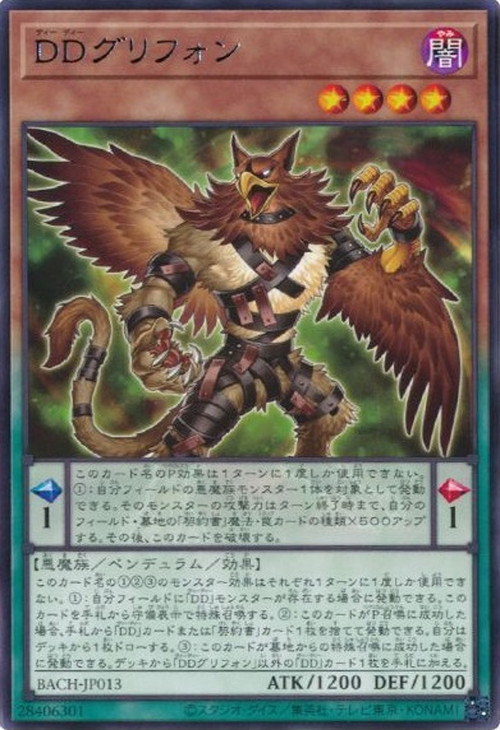 ディー ディー
DDグリフォン
やみ
闇
このカード名のP効果は1ターンに1度しか使用できない。
①:自分フィールドの悪魔族モンスター1体を対象として発動
できる。そのモンスターの攻撃力はターン終了時まで、自分の
フィールド・墓地の「契約書」魔法・罠カードの種類×500アップ
する。その後、このカードを破壊する。
1
1
【悪魔族/ペンデュラム/効果】
このカード名の①②③のモンスター効果はそれぞれ1ターンに1度しか使用できない。
①:自分フィールドに「DD」モンスターが存在する場合に発動できる。この
カードを手札から守備表示で特殊召喚する。②:このカードがP召喚に成功した
場合、手札から「DD」カードまたは「契約書」カード1枚を捨てて発動できる。自分は
デッキから1枚ドローする。③:このカードが墓地からの特殊召喚に成功した場合
に発動できる。デッキから「DDグリフォン」以外の「DD」カード1枚を手札に加える。
BACH-JP013
ATK/1200 DEF/1200
28406301
©スタジオ・ダイス/集英社・テレビ東京・KONAMI